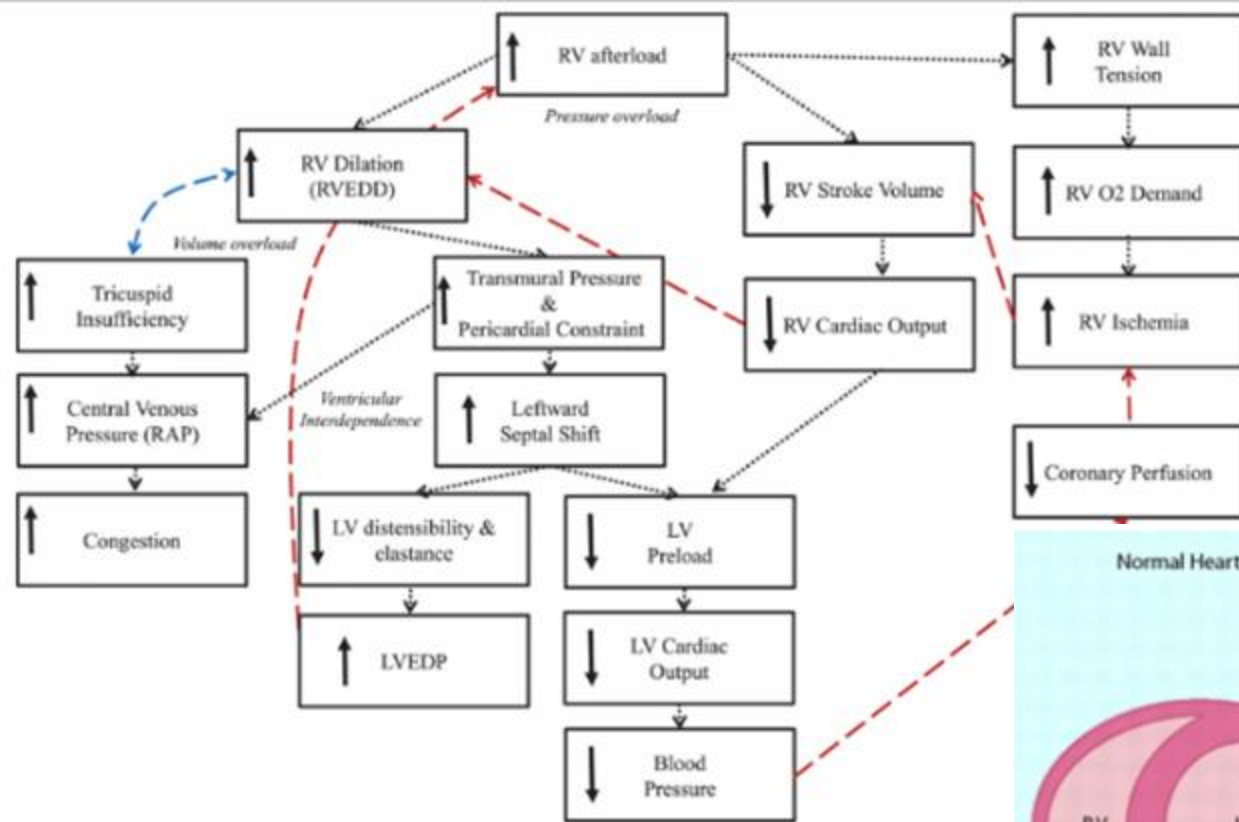 RV afterload
RV Wall
Tension
Pressure overload
RV Dilation
(RVEDD)
RV Stroke Volume
RV O2 Demand
Volume overload
Tricuspid
Insufficiency
Transmural Pressure
&
Pericardial Constraint
RV Cardiac Output
RV Ischemia
Central Venous
Pressure (RAP)
Ventricular
Interdependence
Leftward
Septal Shift
Coronary Perfusion
Congestion
LV distensibility &
elastance
LV
Preload
Normal Heart
LVEDP
LV Cardiac
Output
Blood
Pressure